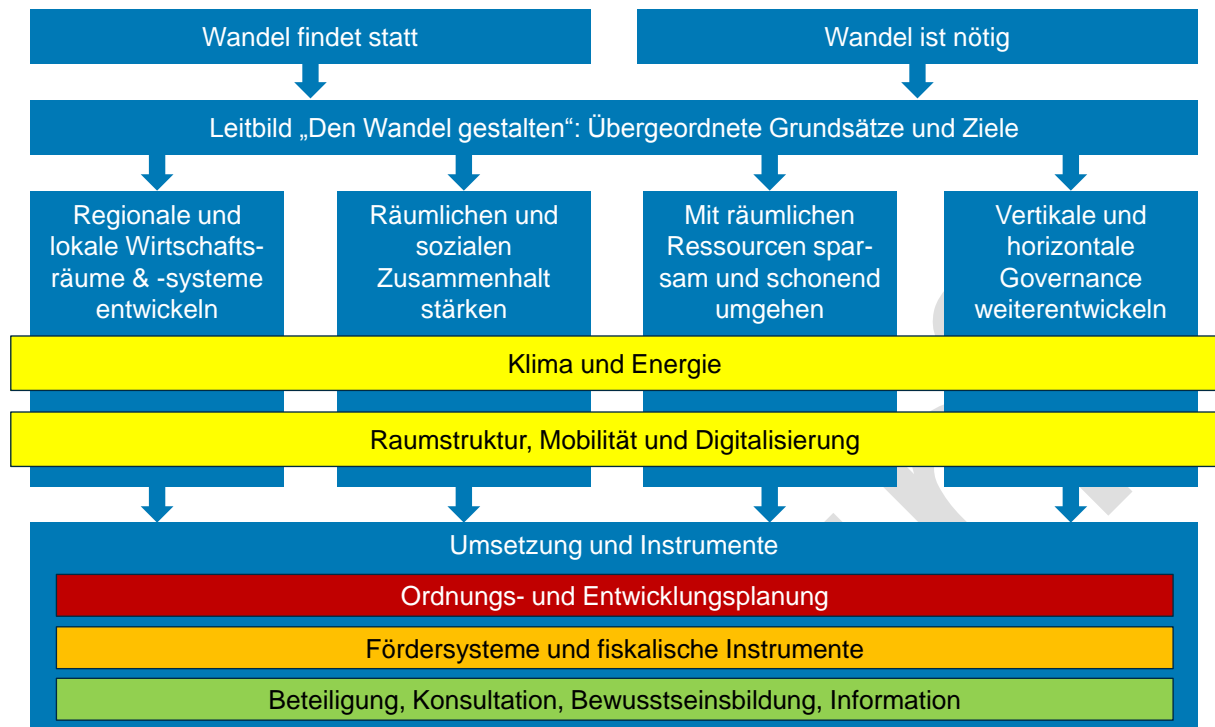 Wandel findet statt
Wandel ist nötig
Leitbild „Den Wandel gestalten“: Übergeordnete Grundsätze und Ziele
Regionale und
lokale Wirtschafts-
räume & -systeme
entwickeln
Räumlichen und
sozialen
Zusammenhalt
stärken
Mit räumlichen
Ressourcen spar-
sam und schonend
umgehen
Vertikale und
horizontale
Governance
weiterentwickeln
Klima und Energie
Raumstruktur, Mobilität und Digitalisierung
Umsetzung und Instrumente
Ordnungs- und Entwicklungsplanung
Fördersysteme und fiskalische Instrumente
Beteiligung, Konsultation, Bewusstseinsbildung, Information